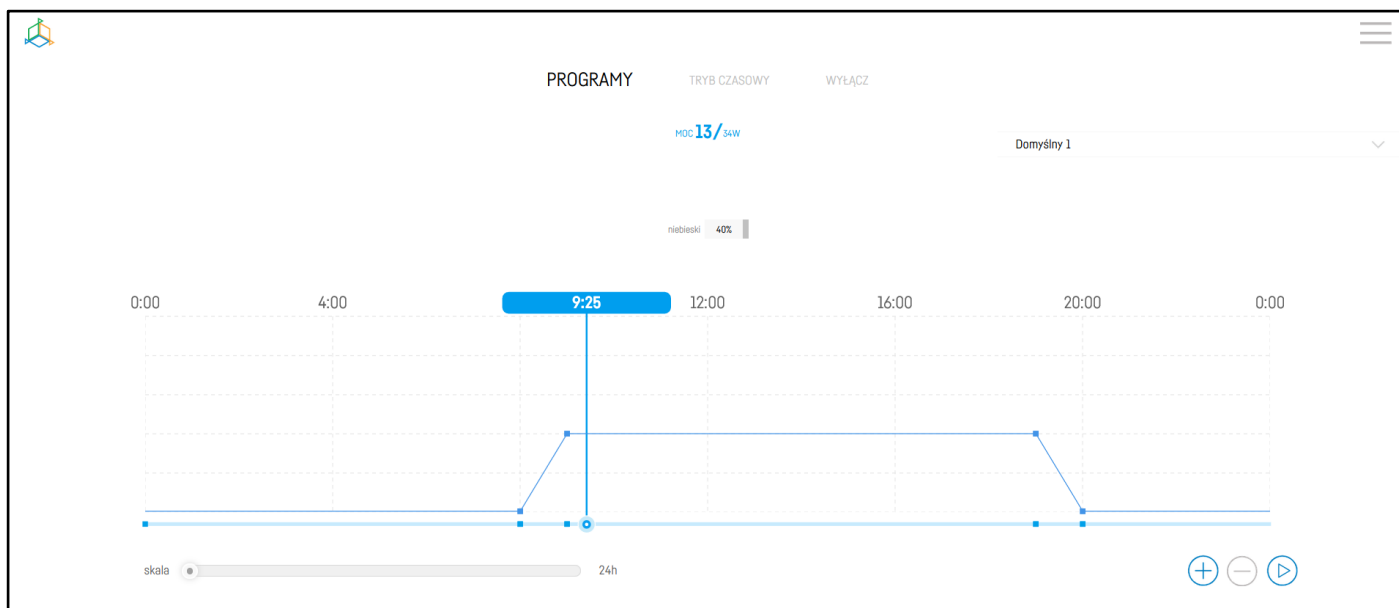 PROGRAMY TRYB CZASOWY WYŁĄCZ
MOC 13/34W
Domyślny 1
niebieski 40%
0:00 4:00 9:25 12:00 16:00 20:00 0:00
skala 24h